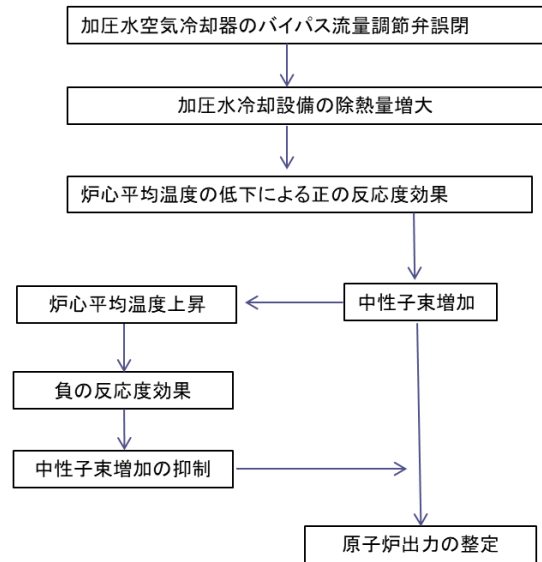 加圧水空気冷却器のバイパス流量調節弁誤閉
加圧水冷却設備の除熱量増大
炉心平均温度の低下による正の反応度効果
中性子束増加
炉心平均温度上昇
負の反応度効果
中性子束増加の抑制
原子炉出力の整定